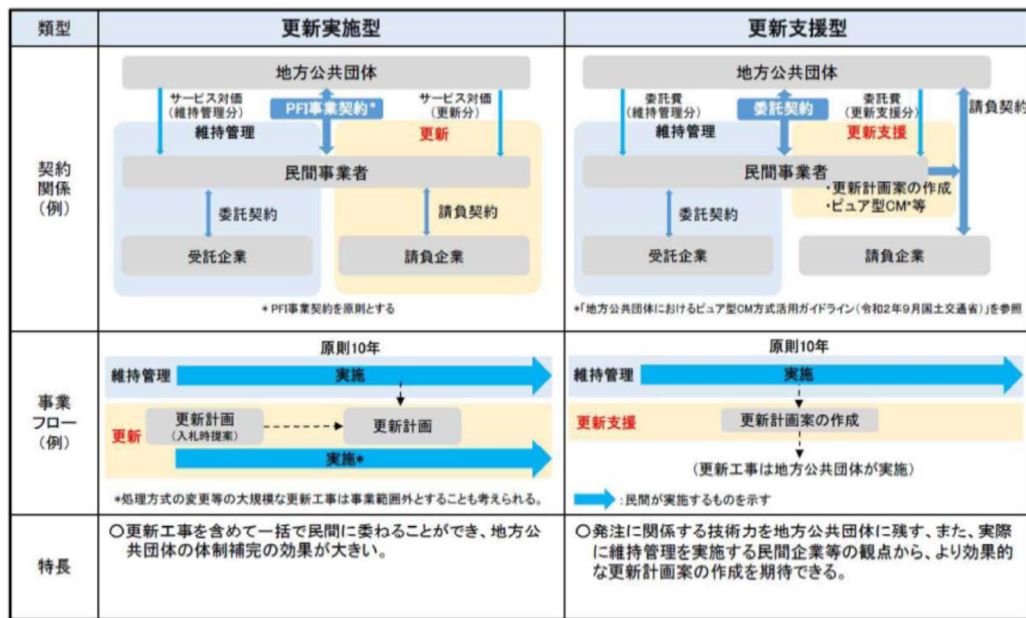 類型
更新実施型
更新支援型
契約
関係
(例)
地方公共団体
サービス対価
(維持管理分)
PFI事業契約*
サービス対価
(更新分)
維持管理
更新
民間事業者
委託契約
請負契約
受託企業
請負企業
* PFI事業契約を原則とする
地方公共団体
委託費
(維持管理分)
委託契約
委託費
(更新支援分)
請負契約
維持管理
更新支援
民間事業者
・更新計画案の作成
・ピュア型CM*等
委託契約
受託企業
請負企業
*「地方公共団体におけるピュア型CM方式活用ガイドライン(令和2年9月国土交通省)」を参照
事業
フロー
(例)
原則10年
維持管理
実施
更新
更新計画
(入札時提案)
更新計画
実施*
*処理方式の変更等の大規模な更新工事は事業範囲外とすることも考えられる。
原則10年
維持管理
実施
更新支援
更新計画案の作成
(更新工事は地方公共団体が実施)
:民間が実施するものを示す
特長
〇更新工事を含めて一括で民間に委ねることができ、地方公
共団体の体制補完の効果が大きい。
〇発注に関係する技術力を地方公共団体に残す、また、実際
に維持管理を実施する民間企業等の観点から、より効果的
な更新計画案の作成を期待できる。